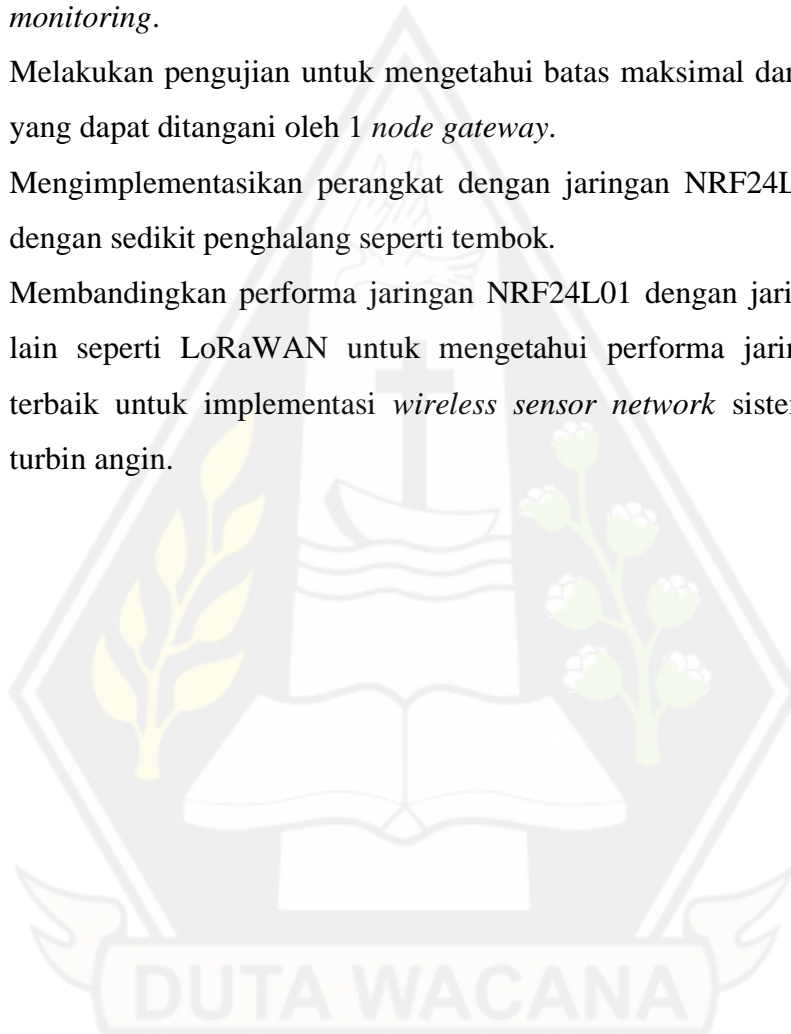 monitoring.
Melakukan pengujian untuk mengetahui batas maksimal dar
yang dapat ditangani oleh 1 node gateway.
Mengimplementasikan perangkat dengan jaringan NRF24L
dengan sedikit penghalang seperti tembok.
Membandingkan performa jaringan NRF24L01 dengan jari
lain seperti LoRaWAN untuk mengetahui performa jarin
terbaik untuk implementasi wireless sensor network siste
turbin angin.
DUTA WACANA